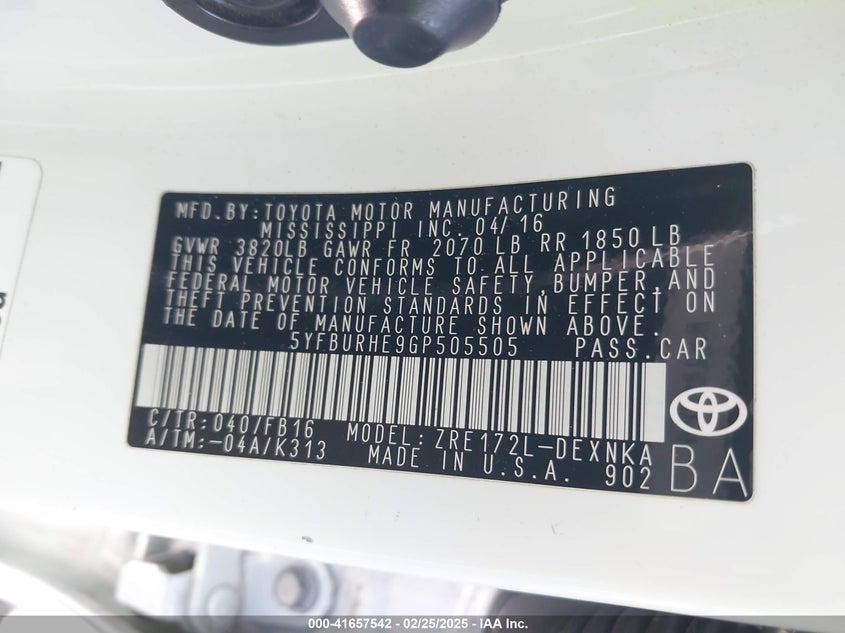 MFD.BY:TOYOTA MOTOR MANUFACTURING
MISSISSIPPI INC. 04/16
GVWR 3820LB GAWR FR 2070 LB RR 1850 LB
THIS VEHICLE CONFORMS TO ALL APPLICABLE
FEDERAL MOTOR VEHICLE SAFETY BUMPER,AND
THEFT PREVENTION STANDARDS IN EFFECT ON
THE DATE OF MANUFACTURE SHOWN ABOVE.
5YFBURHE9GP505505 PASS.CAR
C/TR:040/FB16 MODEL:ZRE172L-DEXNKA
A/TM:-04A/K313 MADE IN U.S.A. 902
BA
000-41657542 - 02/25/2025 - IAA Inc.